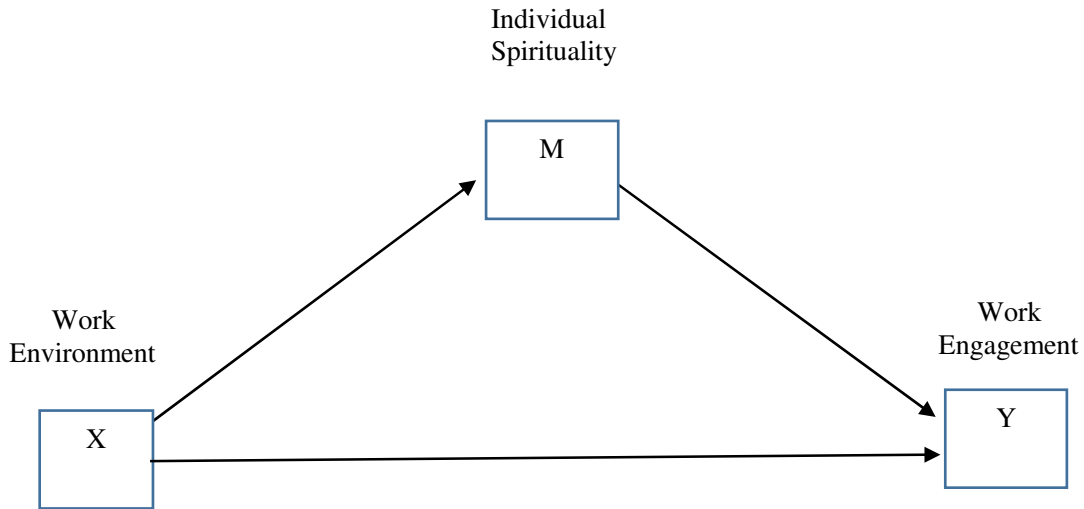 Individual
Spirituality
M
Work
Environment
Work
Engagement
X
Y